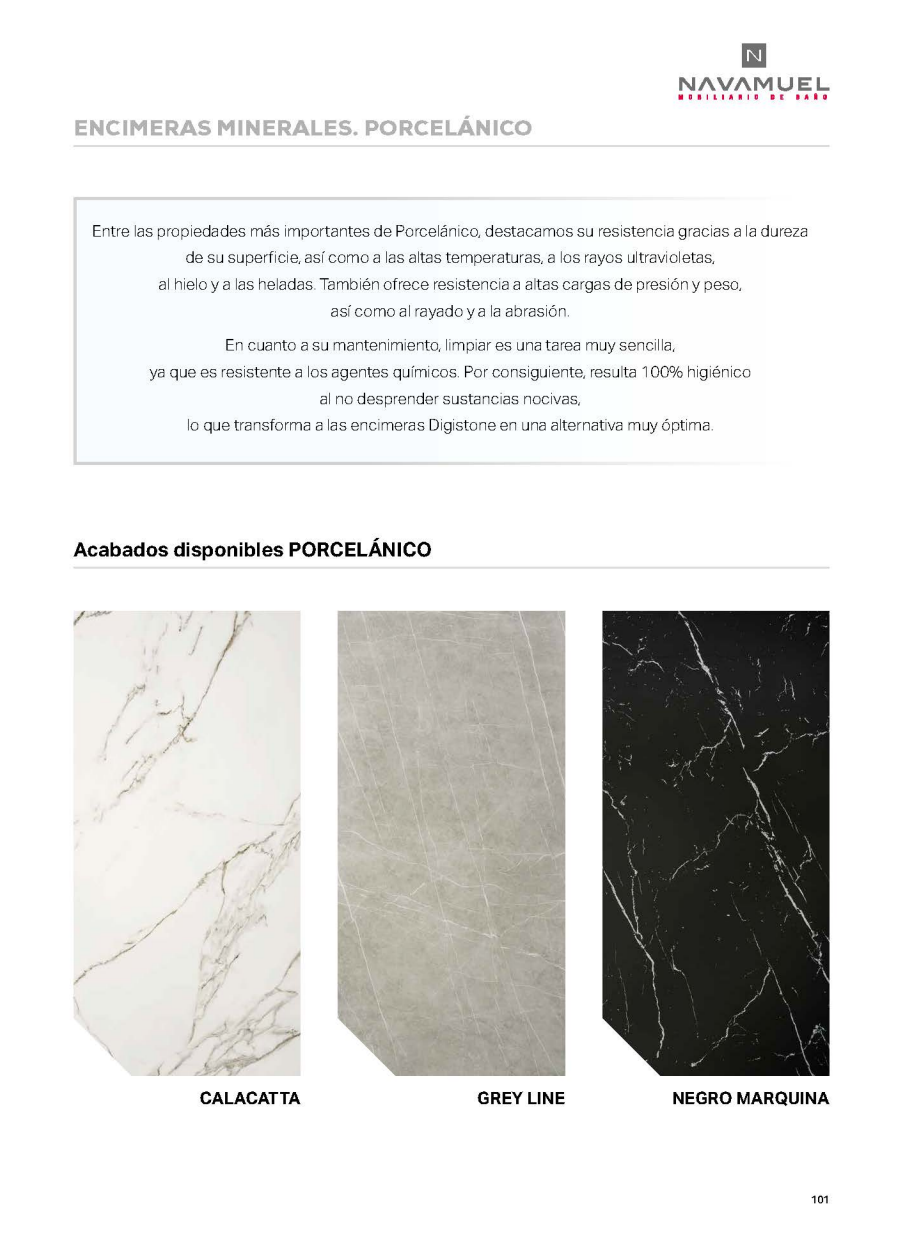 N
NAVAMUEL
MOBILIARIO DE BAÑO
ENCIMERAS MINERALES. PORCELÁNICO
Entre las propiedades más importantes de Porcelánico, destacamos su resistencia gracias a la dureza
de su superficie, así como a las altas temperaturas, a los rayos ultravioletas,
al hielo y a las heladas. También ofrece resistencia a altas cargas de presión y peso,
así como al rayado y a la abrasión.
En cuanto a su mantenimiento, limpiar es una tarea muy sencilla,
ya que es resistente a los agentes químicos. Por consiguiente, resulta 100% higiénico
al no desprender sustancias nocivas,
lo que transforma a las encimeras Digistone en una alternativa muy óptima.
Acabados disponibles PORCELÁNICO
CALACATTA
GREY LINE
NEGRO MARQUINA
101